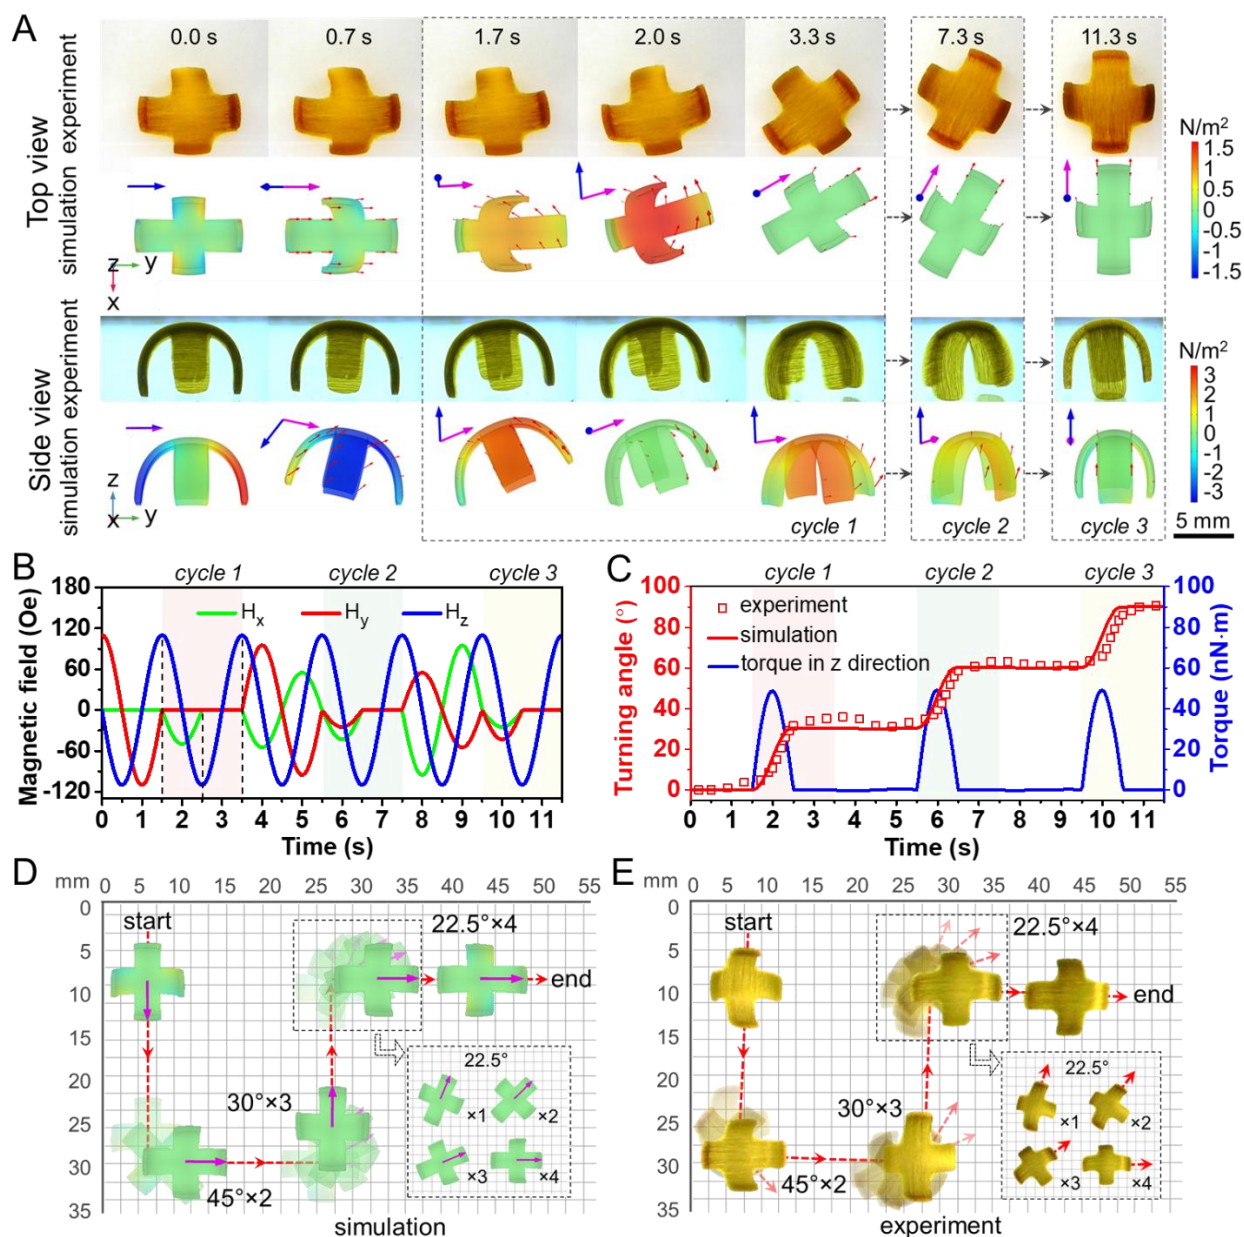 A
0.0 s 0.7 s 1.7 s 2.0 s 3.3 s 7.3 s 11.3 s
Top view
experiment
simulation
z y
x
N/m²
1.5
1
0.5
0
-0.5
-1
-1.5
Side view
experiment
simulation
z
x y
N/m²
3
2
1
0
-1
-2
-3
cycle 1 cycle 2 cycle 3
5 mm
B
cycle 1 cycle 2 cycle 3
Hx Hy Hz
Magnetic field (Oe)
180
120
60
0
-60
-120
0 1 2 3 4 5 6 7 8 9 10 11
Time (s)
C
cycle 1 cycle 2 cycle 3
experiment
simulation
torque in z direction
Turning angle (°)
100
80
60
40
20
0
Torque (nN·m)
100
80
60
40
20
0
0 1 2 3 4 5 6 7 8 9 10 11
Time (s)
D
mm 0 5 10 15 20 25 30 35 40 45 50 55
0
5
10
15
20
25
30
35
start
22.5°×4
end
22.5°
×1
×2
×3
×4
30°×3
45°×2
simulation
E
mm 0 5 10 15 20 25 30 35 40 45 50 55
0
5
10
15
20
25
30
35
start
22.5°×4
end
22.5°
×1
×2
×3
×4
30°×3
45°×2
experiment